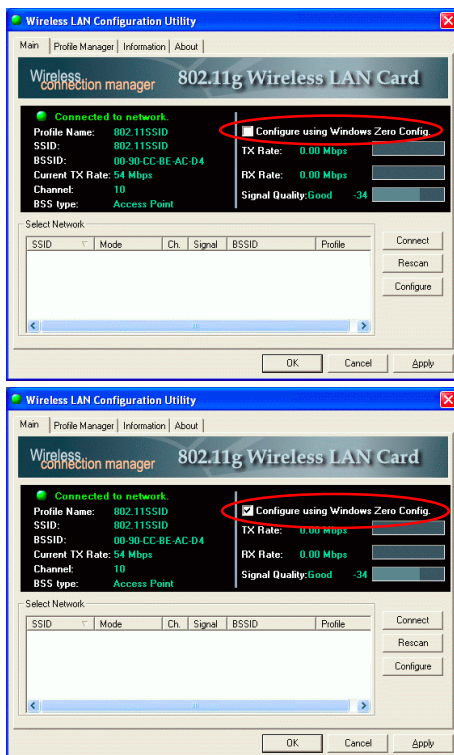 Wireless LAN Configuration Utility
Main Profile Manager Information About
Wireless connection manager 802.11g Wireless LAN Card
Connected to network.
Profile Name: 802.11SSID
SSID: 802.11SSID
BSSID: 00-90-CC-BE-AC-D4
Current TX Rate: 54 Mbps
Channel: 10
BSS type: Access Point
Configure using Windows Zero Config.
TX Rate: 0.00 Mbps
RX Rate: 0.00 Mbps
Signal Quality:Good -34
Select Network
SSID Mode Ch. Signal BSSID Profile
Connect
Rescan
Configure
OK Cancel Apply
Wireless LAN Configuration Utility
Main Profile Manager Information About
Wireless connection manager 802.11g Wireless LAN Card
Connected to network.
Profile Name: 802.11SSID
SSID: 802.11SSID
BSSID: 00-90-CC-BE-AC-D4
Current TX Rate: 54 Mbps
Channel: 10
BSS type: Access Point
Configure using Windows Zero Config.
TX Rate: 0.00 Mbps
RX Rate: 0.00 Mbps
Signal Quality:Good -34
Select Network
SSID Mode Ch. Signal BSSID Profile
Connect
Rescan
Configure
OK Cancel Apply